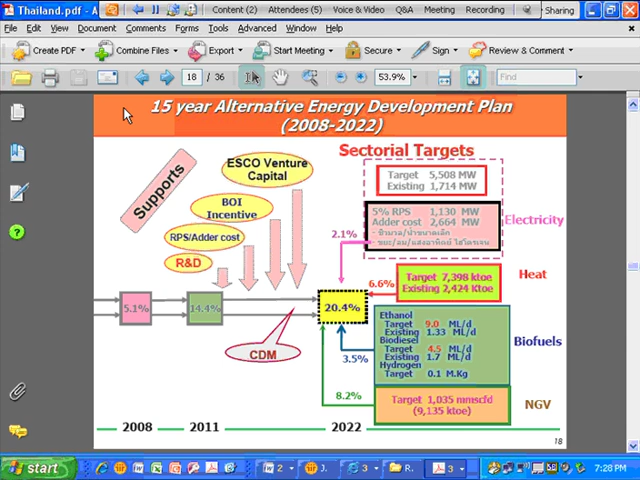 Thailand.pdf
Content (2)
Attendees (5)
Voice & Video
Q&A
Meeting
Recording
Sharing
File Edit View Document Comments Forms Tools Advanced Window Help
Create PDF
Combine Files
Export
Start Meeting
Secure
Sign
Review & Comment
18 / 36
53.9%
Find
15 year Alternative Energy Development Plan
(2008-2022)
Sectorial Targets
Supports
ESCO Venture
Capital
BOI
Incentive
RPS/Adder cost
R&D
Target 5,508 MW
Existing 1,714 MW
5% RPS 1,130 MW
Adder cost 2,664 MW
Electricity
2.1%
Target 7,398 ktoe
Existing 2,424 Ktoe
Heat
6.6%
5.1%
14.4%
20.4%
CDM
Ethanol
Target 9.0 ML/d
Existing 1.33 ML/d
Biodiesel
Target 4.5 ML/d
Existing 1.7 ML/d
Hydrogen
Target 0.1 M.Kg
Biofuels
3.5%
8.2%
Target 1,035 mmscfd
(9,135 ktoe)
NGV
2008
2011
2022
18
start
7:28 PM